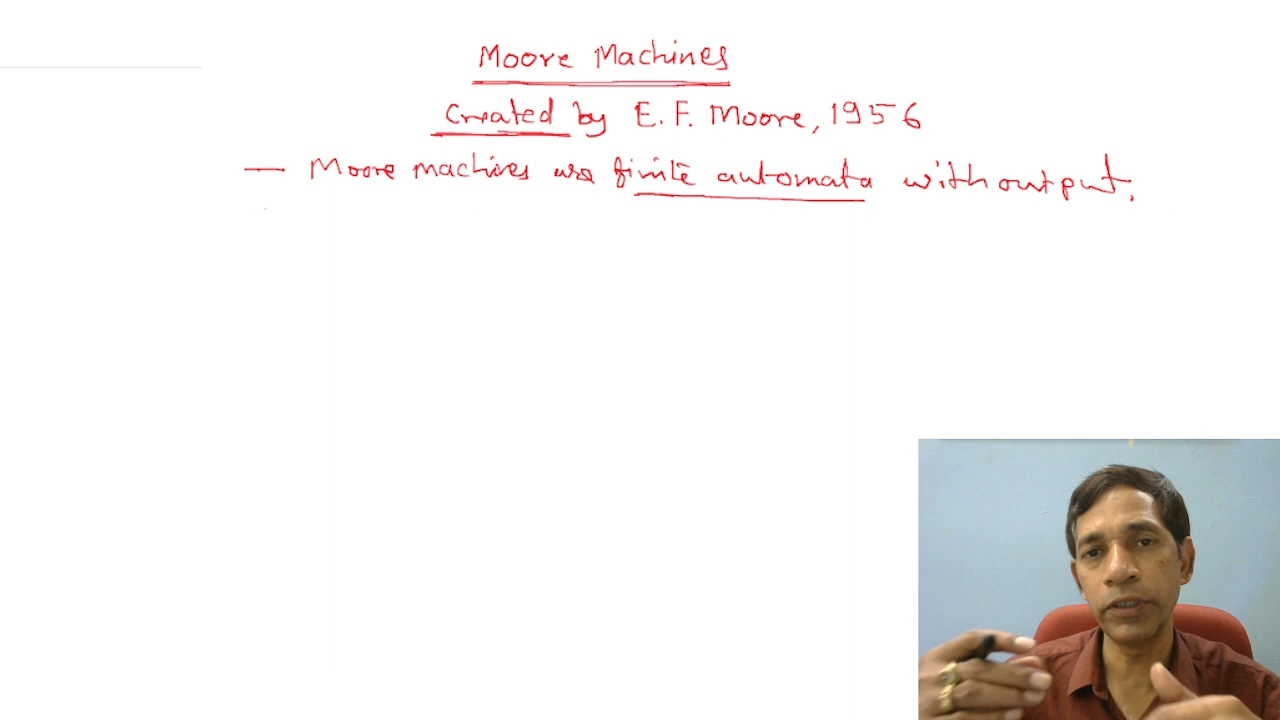 Moore Machines
Created by E. F. Moore, 1956
— Moore machines are finite automata with output.